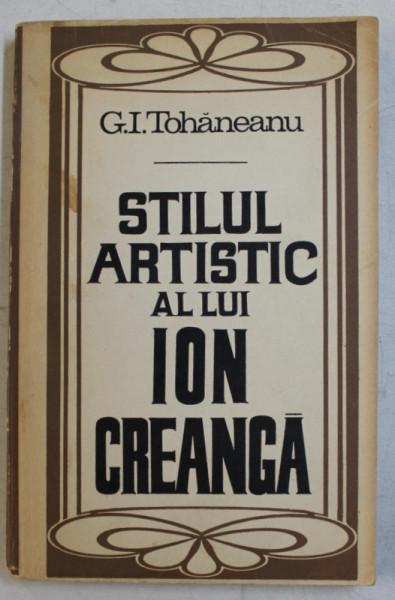 G.I. Tohăneanu
STILUL
ARTISTIC
AL LUI
ION
CREANGĂ